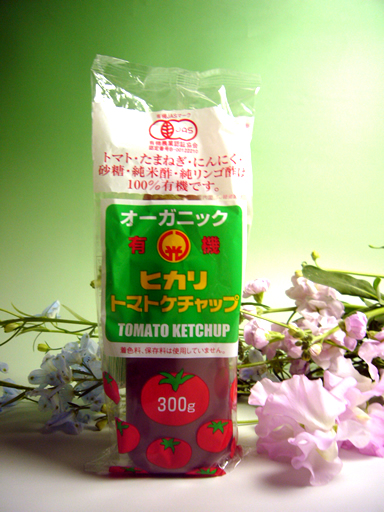 有機JASマーク
JAS
トマト・たまねぎ・にんにく・
砂糖・純米酢・純リンゴ酢は
100%有機です。
オーガニック
有 機
ヒカリ
トマトケチャップ
TOMATO KETCHUP
着色料、保存料は使用していません。
300g